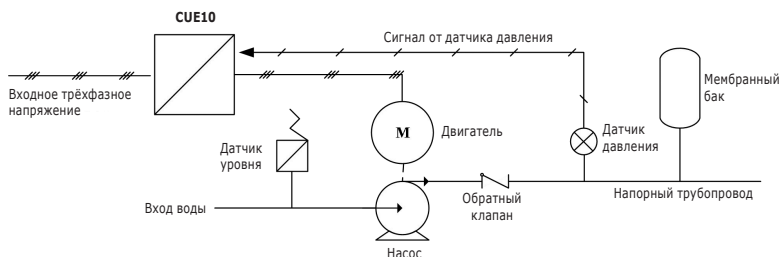 CUE10
Сигнал от датчика давления
Мембранный
бак
Входное трёхфазное
напряжение
M
Двигатель
Датчик
давления
Датчик
уровня
Обратный
клапан
Напорный трубопровод
Вход воды
Насос